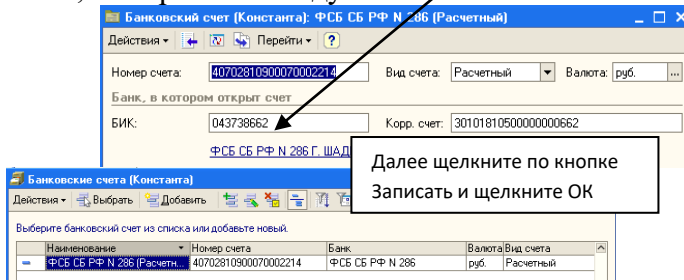 Банковский счет (Константа): ФСБ СБ РФ N 286 (Расчетный)
Действия Перейти ?
Номер счета: 40702810900070002214 Вид счета: Расчетный Валюта: руб. ...
Банк, в котором открыт счет
БИК: 043738662 Корр. счет: 30101810500000000662
ФСБ СБ РФ N 286 Г. ШАД
Далее щелкните по кнопке
Записать и щелкните ОК
Банковские счета (Константа)
Действия Выбрать Добавить
Выберите банковский счет из списка или добавьте новый.
Наименование Номер счета Банк Валюта Вид счета
ФСБ СБ РФ N 286 (Расчетн... 40702810900070002214 ФСБ СБ РФ N 286 руб. Расчетный